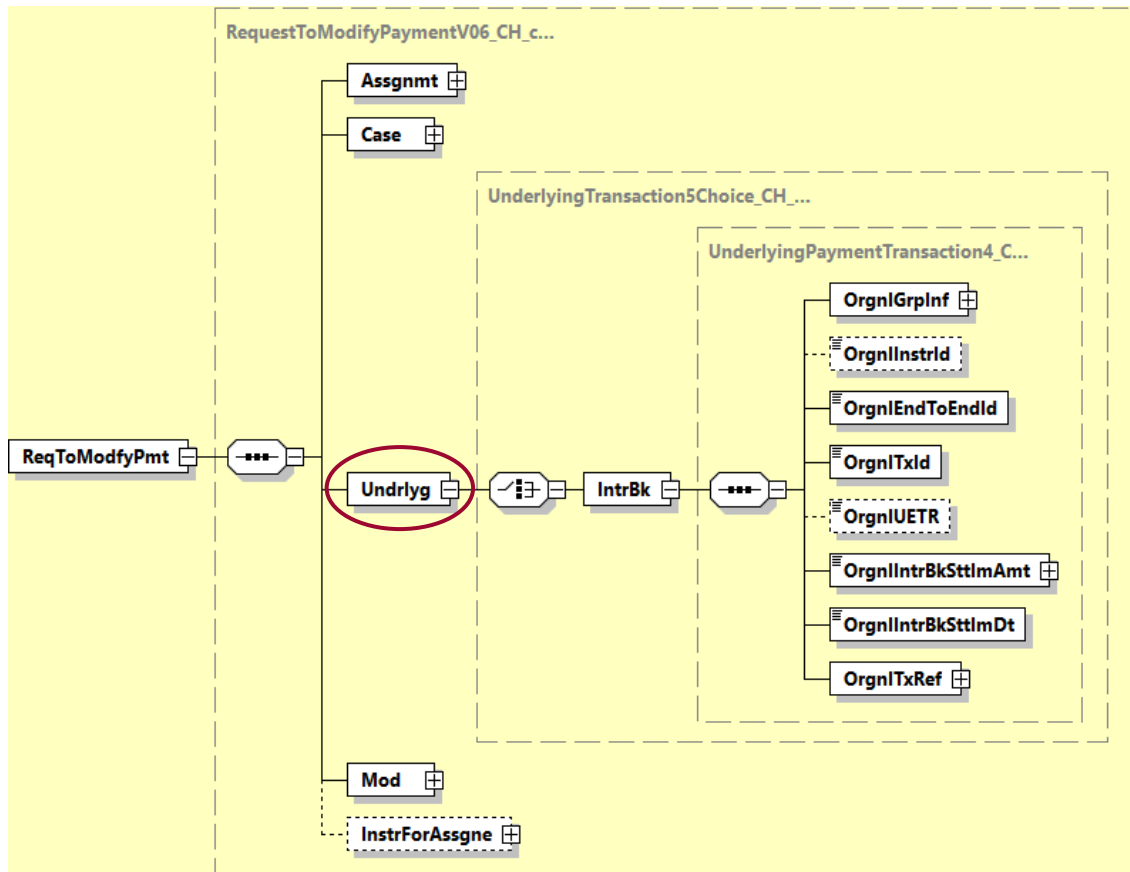 RequestToModifyPaymentV06_CH_c...
Assgnmt
Case
UnderlyingTransaction5Choice_CH_...
UnderlyingPaymentTransaction4_C...
OrgnlGrpInf
OrgnlInstrId
OrgnlEndToEndId
OrgnlTxId
OrgnlUETR
OrgnlIntrBkSttlmAmt
OrgnlIntrBkSttlmDt
OrgnlTxRef
ReqToModfyPmt
Undrlyg
IntrBk
Mod
InstrForAssgne